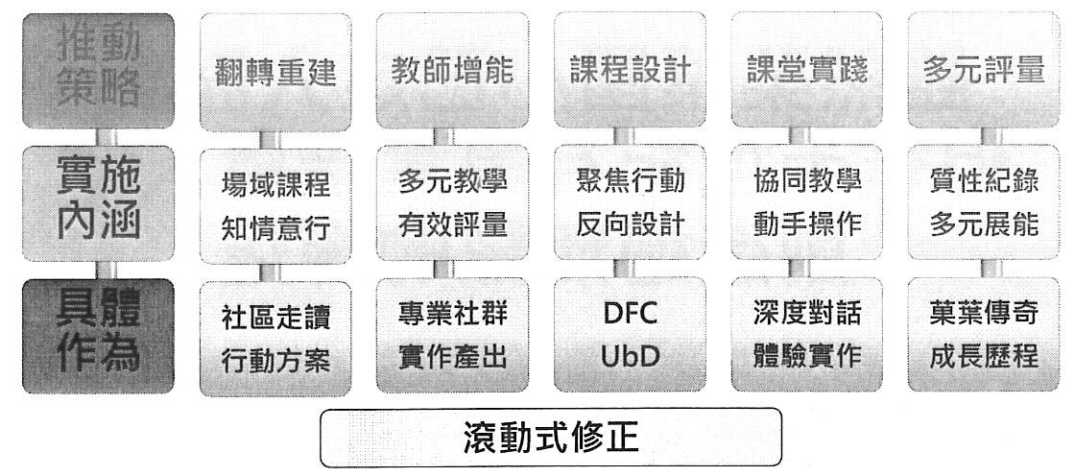 推動
策略
翻轉重建
教師增能
課程設計
課堂實踐
多元評量
實施
內涵
場域課程
知情意行
多元教學
有效評量
聚焦行動
反向設計
協同教學
動手操作
質性紀錄
多元展能
具體
作為
社區走讀
行動方案
專業社群
實作產出
DFC
UbD
深度對話
體驗實作
菓葉傳奇
成長歷程
滾動式修正